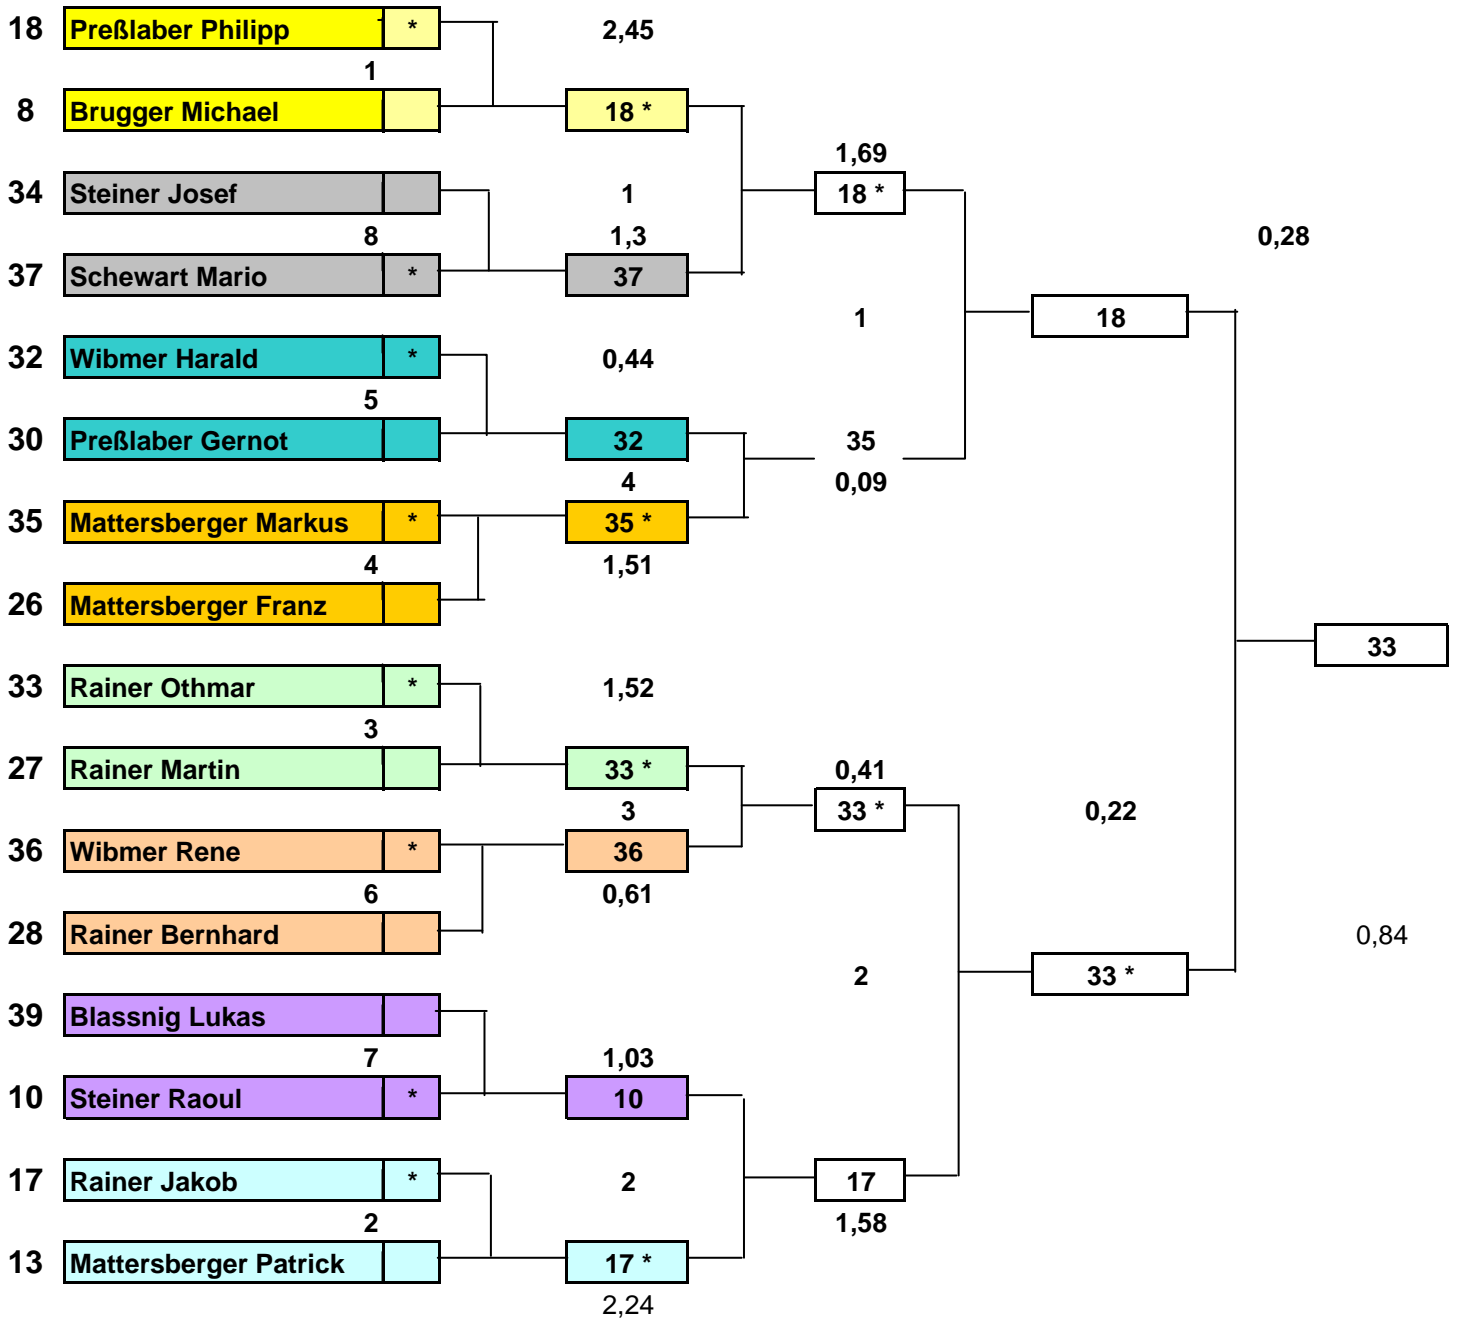 18 Preßlaber Philipp * 2,45
1
8 Brugger Michael 18 *
1,69
34 Steiner Josef 1 18 *
8 1,3 0,28
37 Schewart Mario * 37
1 18
32 Wibmer Harald * 0,44
5
30 Preßlaber Gernot 32 35
4 0,09
35 Mattersberger Markus * 35 *
4 1,51
26 Mattersberger Franz
33
33 Rainer Othmar * 1,52
3
27 Rainer Martin 33 * 0,41
3 33 * 0,22
36 Wibmer Rene * 36
6 0,61
28 Rainer Bernhard 0,84
2 33 *
39 Blassnig Lukas
7 1,03
10 Steiner Raoul * 10
17 Rainer Jakob * 2 17
2 1,58
13 Mattersberger Patrick 17 *
2,24